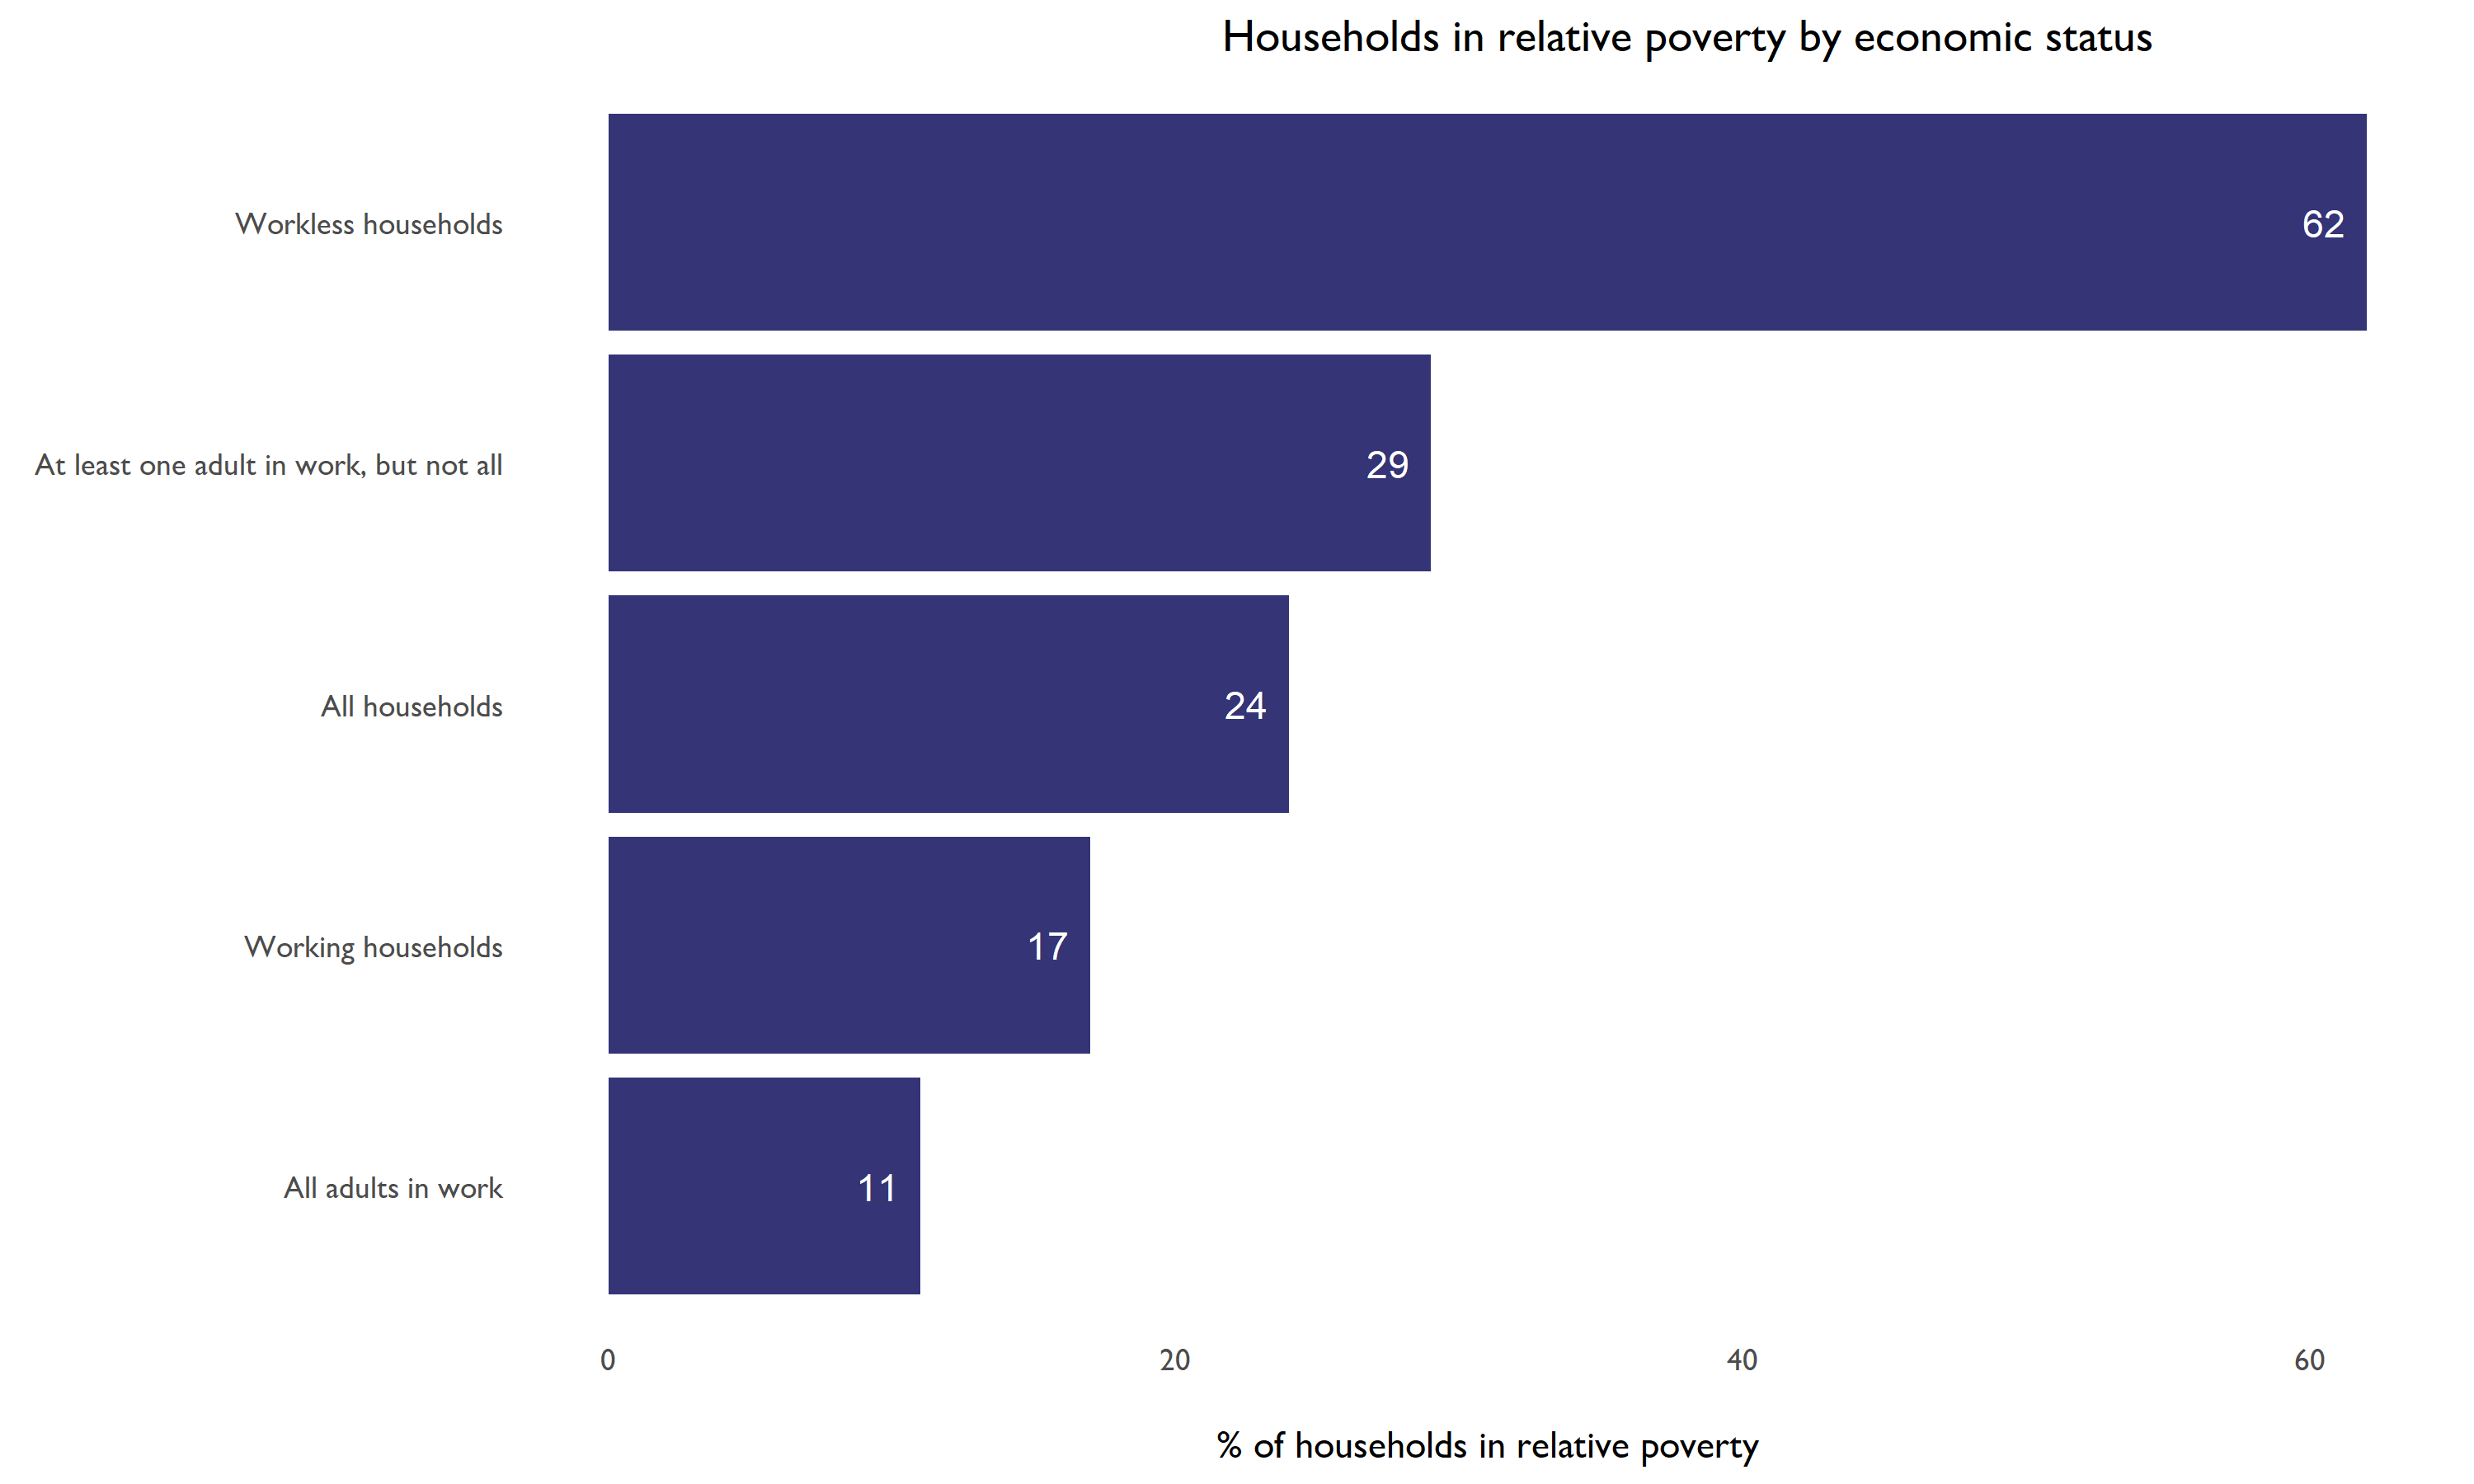 Households in relative poverty by economic status
Workless households
62
At least one adult in work, but not all
29
All households
24
Working households
17
All adults in work
11
0 20 40 60
% of households in relative poverty